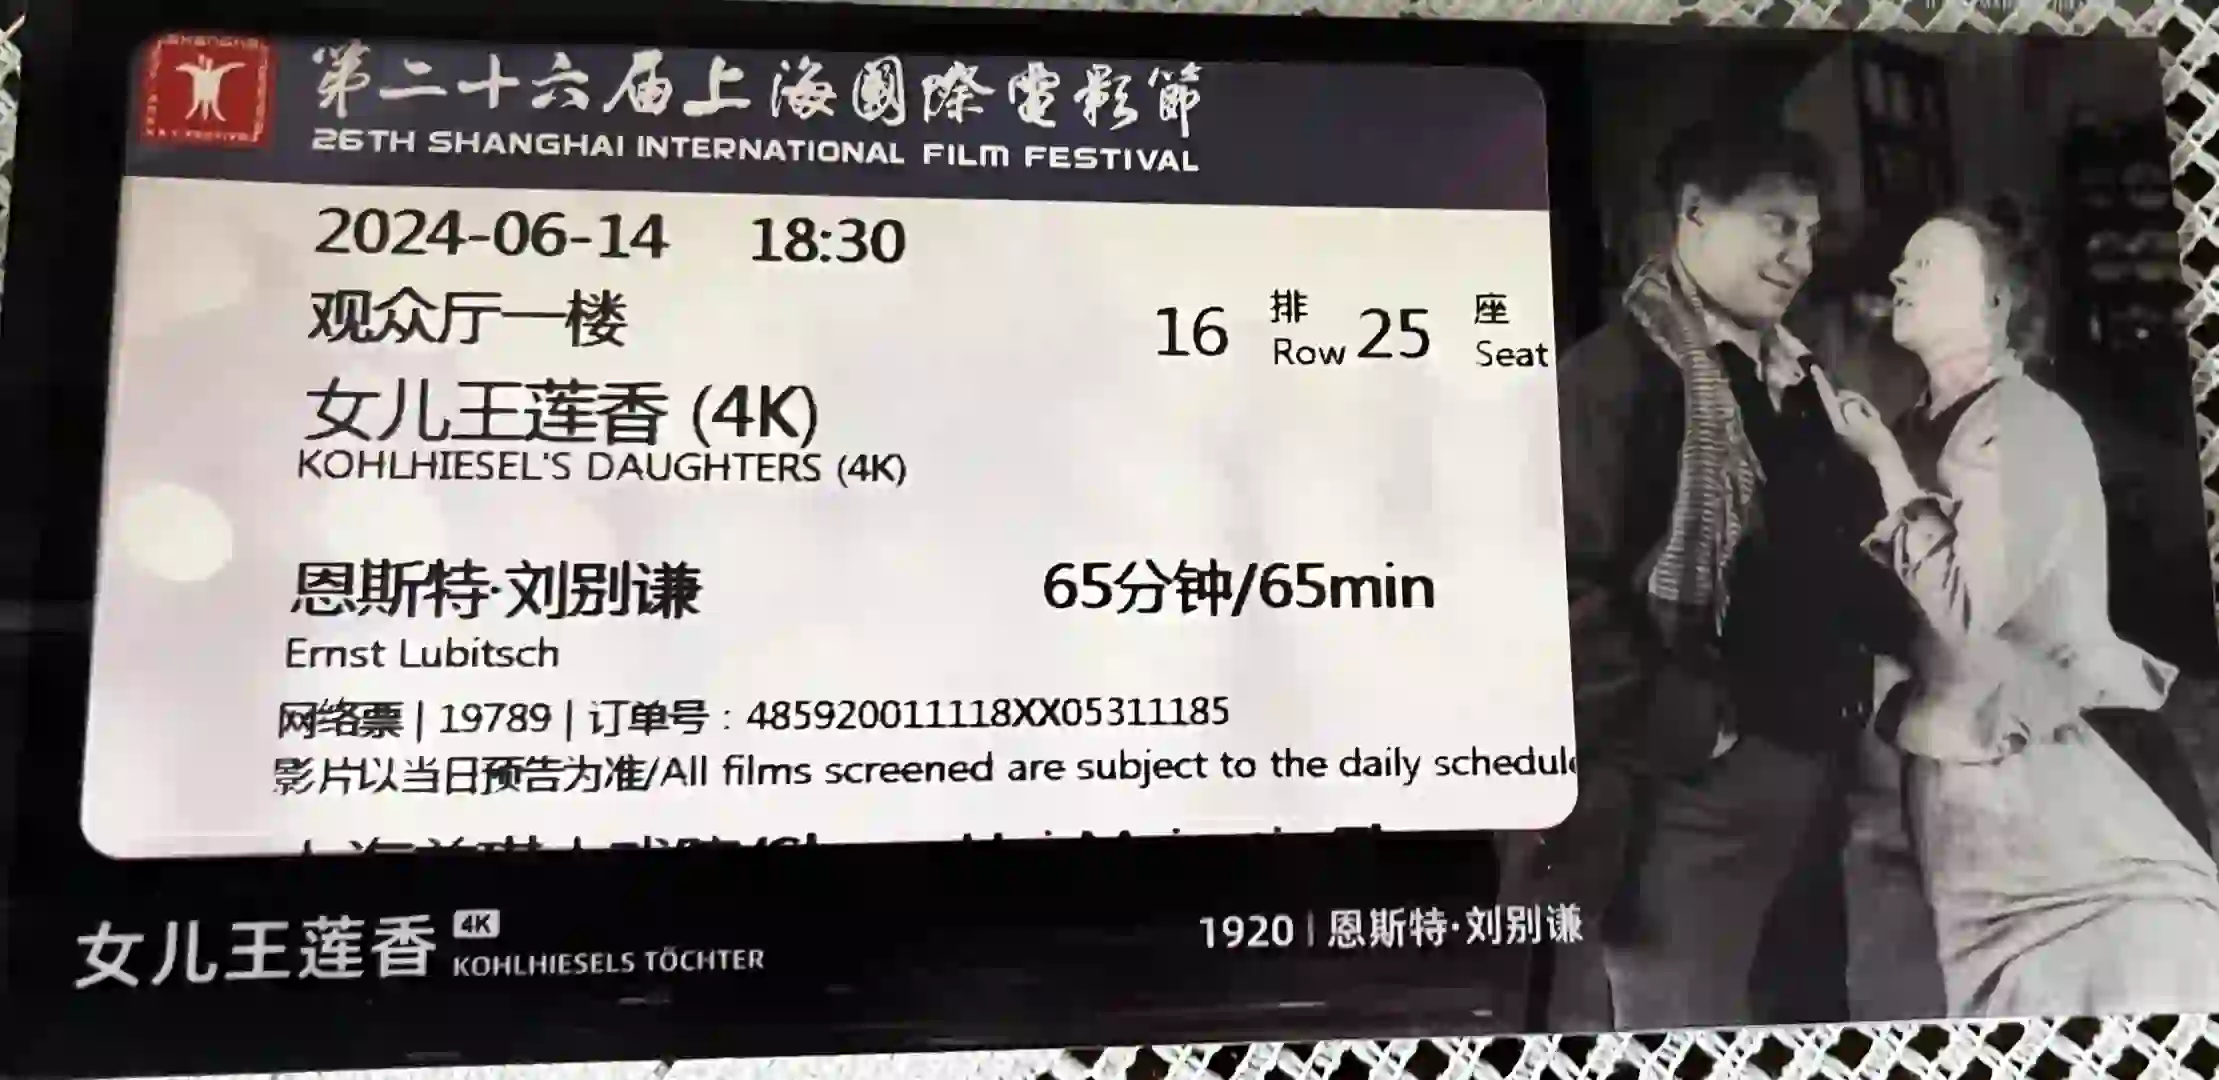 第二十六届上海國際電影節
26TH SHANGHAI INTERNATIONAL FILM FESTIVAL
2024-06-14 18:30
观众厅一楼
16 排 Row 25 座 Seat
女儿王莲香 (4K)
KOHLHIESEL'S DAUGHTERS (4K)
恩斯特·刘别谦 65分钟/65min
Ernst Lubitsch
网络票 | 19789 | 订单号:485920011118XX05311185
影片以当日预告为准/All films screened are subject to the daily schedule
女儿王莲香 4K
KOHLHIESELS TÖCHTER
1920 | 恩斯特·刘别谦